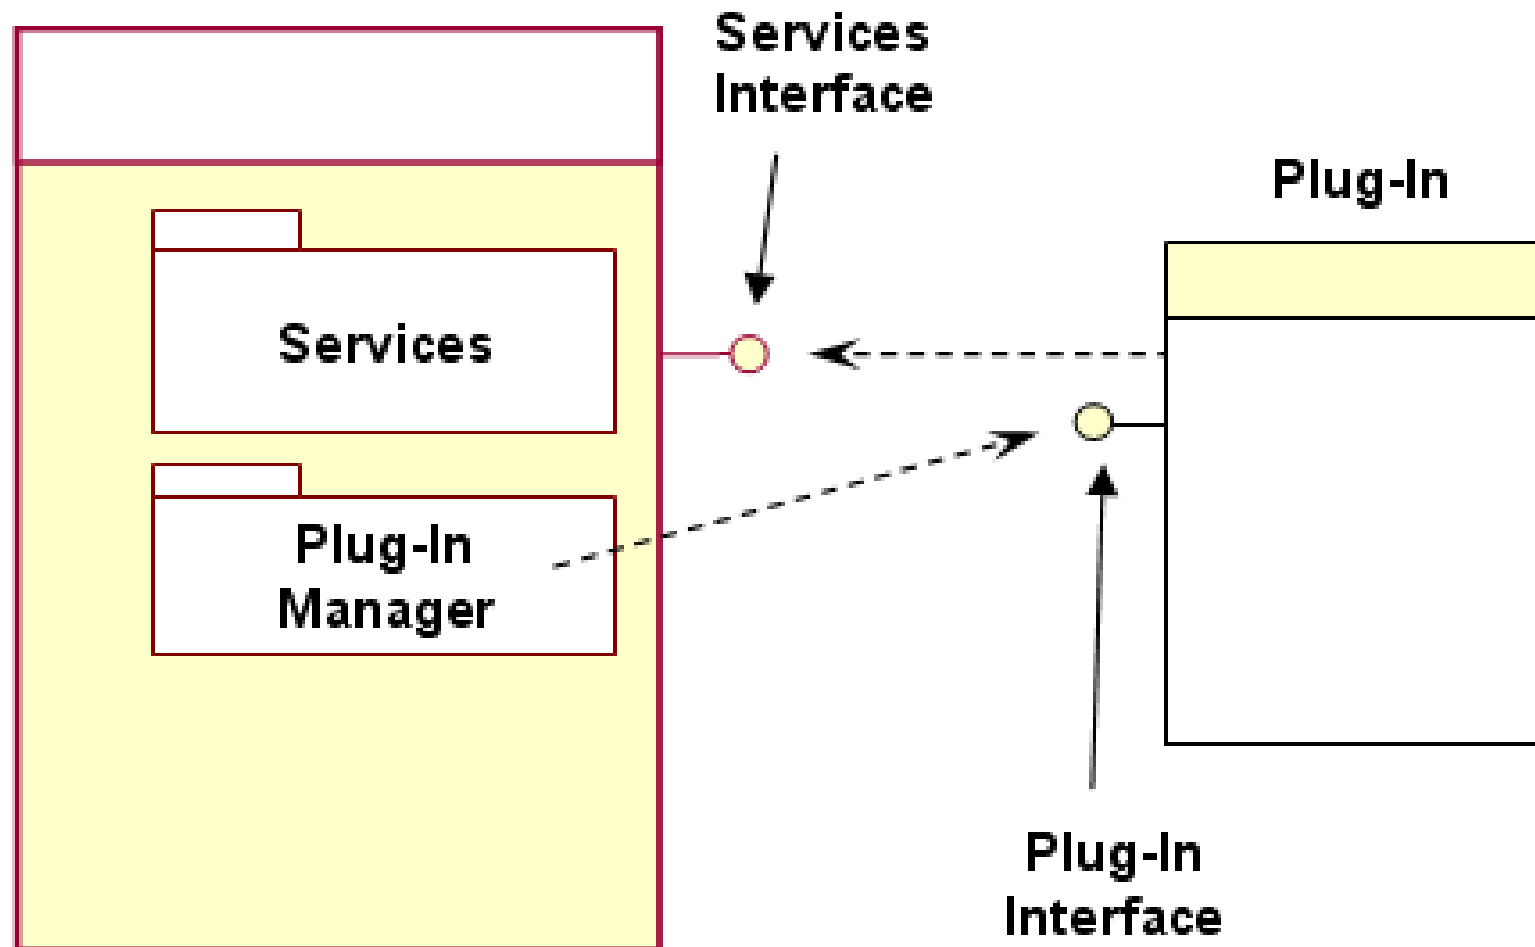 Services
Interface
Plug-In
Services
Plug-In
Manager
Plug-In
Interface